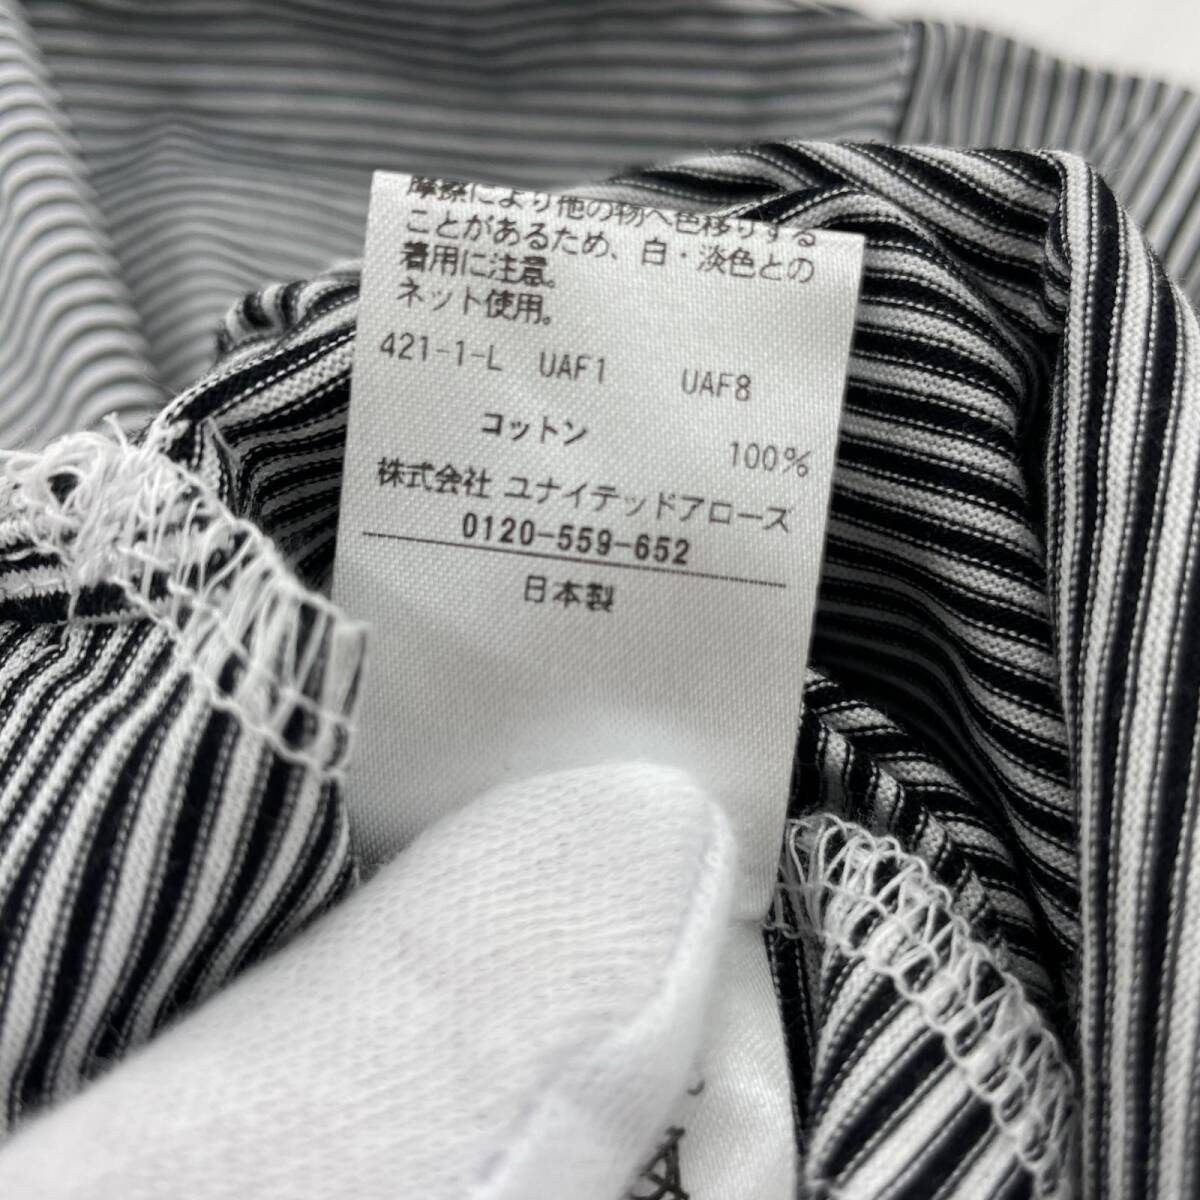 摩擦により他の物へ色移りする
ことがあるため、白・淡色との
着用に注意。
ネット使用。
421-1-L UAF1 UAF8
コットン 100%
株式会社 ユナイテッドアローズ
0120-559-652
日本製